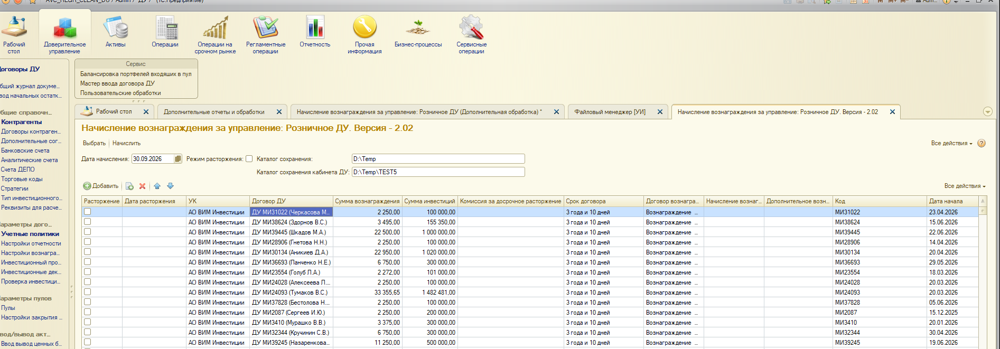 AVC_REGR_CLEAN_DU / Admin / ДУ / (1С:Предприятие)
M M+ M- Adm...
Рабочий стол
Доверительное управление
Активы
Операции
Операции на срочном рынке
Регламентные операции
Отчетность
Прочая информация
Бизнес-процессы
Сервисные операции
Сервис
Балансировка портфелей входящих в пул
Мастер ввода договора ДУ
Пользовательские обработки
оговоры ДУ
бщий журнал докуме...
вод начальных остатк...
бщие справочн...
Контрагенты
Договоры контраген...
Дополнительные сог...
Банковские счета
Аналитические счета
Счета ДЕПО
Торговые коды
Стратегии
Тип инвестиционного...
Реквизиты для расче...
араметры дого...
Учетные политики
Настройки отчетности
Настройки вознагра...
Инвестиционный про...
Инвестиционные дек...
Проверка инвестици...
араметры пулов
Пулы
Настройки закрытия ...
вод/вывод акт...
Ввод вывод ценных б...
Рабочий стол
Дополнительные отчеты и обработки
Начисление вознаграждения за управление: Розничное ДУ (Дополнительная обработка) *
Файловый менеджер [УИ]
Начисление вознаграждения за управление: Розничное ДУ. Версия - 2.02
Начисление вознаграждения за управление: Розничное ДУ. Версия - 2.02
Выбрать Начислить Все действия
Дата начисления: 30.09.2026 Режим расторжения: Каталог сохранения: D:\Temp
Каталог сохранения кабинета ДУ: D:\Temp\TEST5
Добавить Все действия
Расторжение Дата расторжения УК Договор ДУ Сумма вознаграждения Сумма инвестиций Комиссия за досрочное расторжение Срок договора Договор вознагра... Начисление вознаг... Дополнительное возн... Код Дата начала
АО ВИМ Инвестиции ДУ МИ31022 (Черкасова М... 2 250,00 100 000,00 3 года и 10 дней Вознаграждение ... МИ31022 23.04.2026
АО ВИМ Инвестиции ДУ МИ38624 (Здорнов В.С.) 3 495,00 155 350,00 3 года и 10 дней Вознаграждение ... МИ38624 15.06.2026
АО ВИМ Инвестиции ДУ МИ39445 (Шкадов М.А.) 22 500,00 1 000 000,00 3 года и 10 дней Вознаграждение ... МИ39445 22.06.2026
АО ВИМ Инвестиции ДУ МИ28906 (Гнетова Н.Н.) 2 250,00 100 000,00 3 года и 10 дней Вознаграждение ... МИ28906 14.04.2026
АО ВИМ Инвестиции ДУ МИ30134 (Аникиев Д.А.) 22 950,00 1 020 000,00 3 года и 10 дней Вознаграждение ... МИ30134 20.04.2026
АО ВИМ Инвестиции ДУ МИ36693 (Панченко Н.Е.) 6 750,00 300 000,00 3 года и 10 дней Вознаграждение ... МИ36693 29.05.2026
АО ВИМ Инвестиции ДУ МИ23554 (Голуб Л.А.) 2 272,00 101 000,00 3 года и 10 дней Вознаграждение ... МИ23554 18.03.2026
АО ВИМ Инвестиции ДУ МИ24028 (Алексеева Л.... 2 250,00 100 000,00 3 года и 10 дней Вознаграждение ... МИ24028 20.03.2026
АО ВИМ Инвестиции ДУ МИ24093 (Тумаков В.С.) 33 355,65 1 482 481,00 3 года и 10 дней Вознаграждение ... МИ24093 20.03.2026
АО ВИМ Инвестиции ДУ МИ37828 (Бестолова Н.... 2 250,00 100 000,00 3 года и 10 дней Вознаграждение ... МИ37828 05.06.2026
АО ВИМ Инвестиции ДУ МИ2087 (Сергеев И.Ю.) 2 250,00 200 000,00 3 года и 10 дней Вознаграждение ... МИ2087 15.12.2025
АО ВИМ Инвестиции ДУ МИ3410 (Мурашко В.В.) 3 375,00 300 000,00 3 года и 10 дней Вознаграждение ... МИ3410 20.01.2026
АО ВИМ Инвестиции ДУ МИ32344 (Кручинин С.В.) 6 750,00 300 000,00 3 года и 10 дней Вознаграждение ... МИ32344 30.04.2026
АО ВИМ Инвестиции ДУ МИ39245 (Назаренкова... 11 250,00 500 000,00 3 года и 10 дней Вознаграждение ... МИ39245 19.06.2026